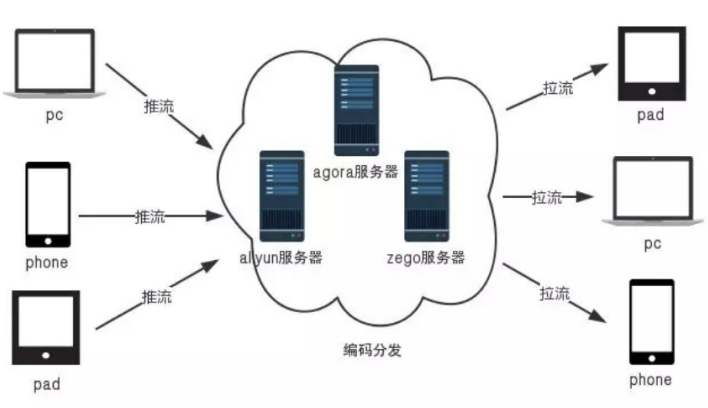 pc
推流
phone
推流
pad
推流
agora服务器
aliyun服务器
zego服务器
编码分发
拉流
pad
拉流
pc
拉流
phone